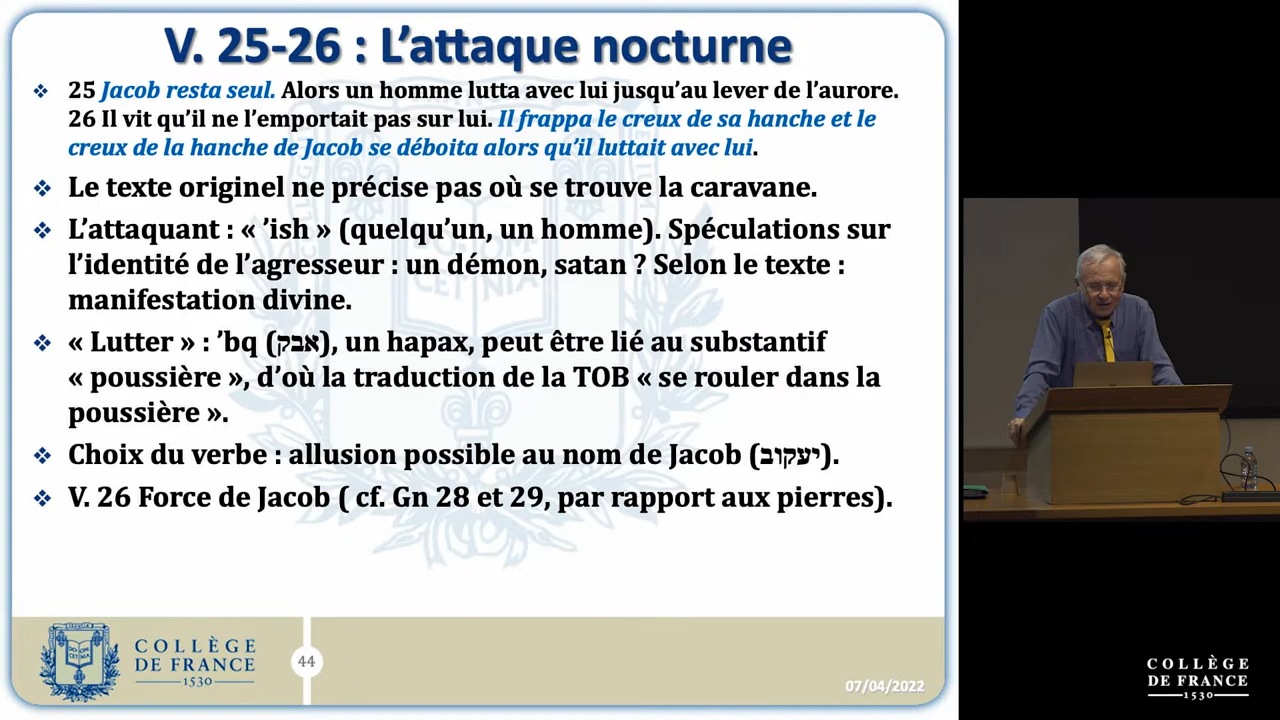 V. 25-26 : L’attaque nocturne
❖ 25 Jacob resta seul. Alors un homme lutta avec lui jusqu’au lever de l’aurore.
26 Il vit qu’il ne l’emportait pas sur lui. Il frappa le creux de sa hanche et le
creux de la hanche de Jacob se déboita alors qu’il luttait avec lui.
❖ Le texte originel ne précise pas où se trouve la caravane.
❖ L’attaquant : « ’ish » (quelqu’un, un homme). Spéculations sur
l’identité de l’agresseur : un démon, satan ? Selon le texte :
manifestation divine.
❖ « Lutter » : ’bq (אבק), un hapax, peut être lié au substantif
« poussière », d’où la traduction de la TOB « se rouler dans la
poussière ».
❖ Choix du verbe : allusion possible au nom de Jacob (יעקוב).
❖ V. 26 Force de Jacob ( cf. Gn 28 et 29, par rapport aux pierres).
COLLÈGE
DE FRANCE
1530
44
07/04/2022
COLLÈGE
DE FRANCE
1530